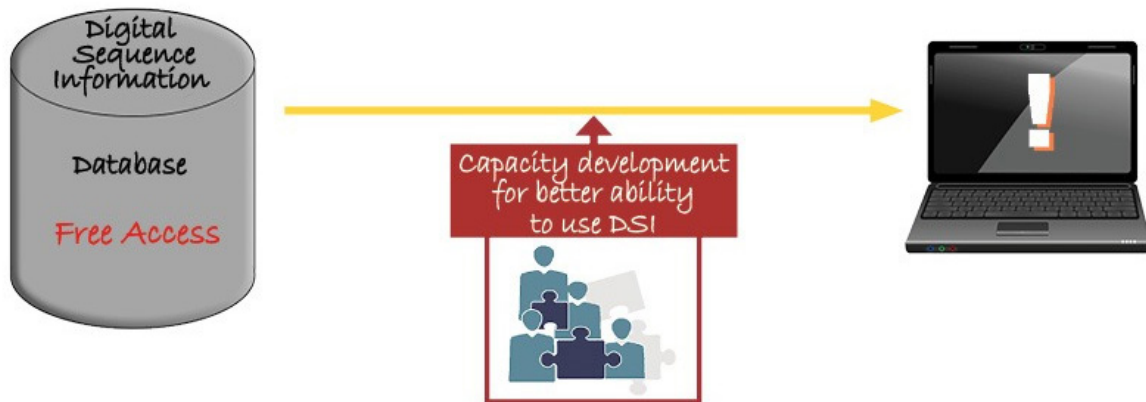 Digital
Sequence
Information
Database
Free Access
Capacity development
for better ability
to use DSI
!